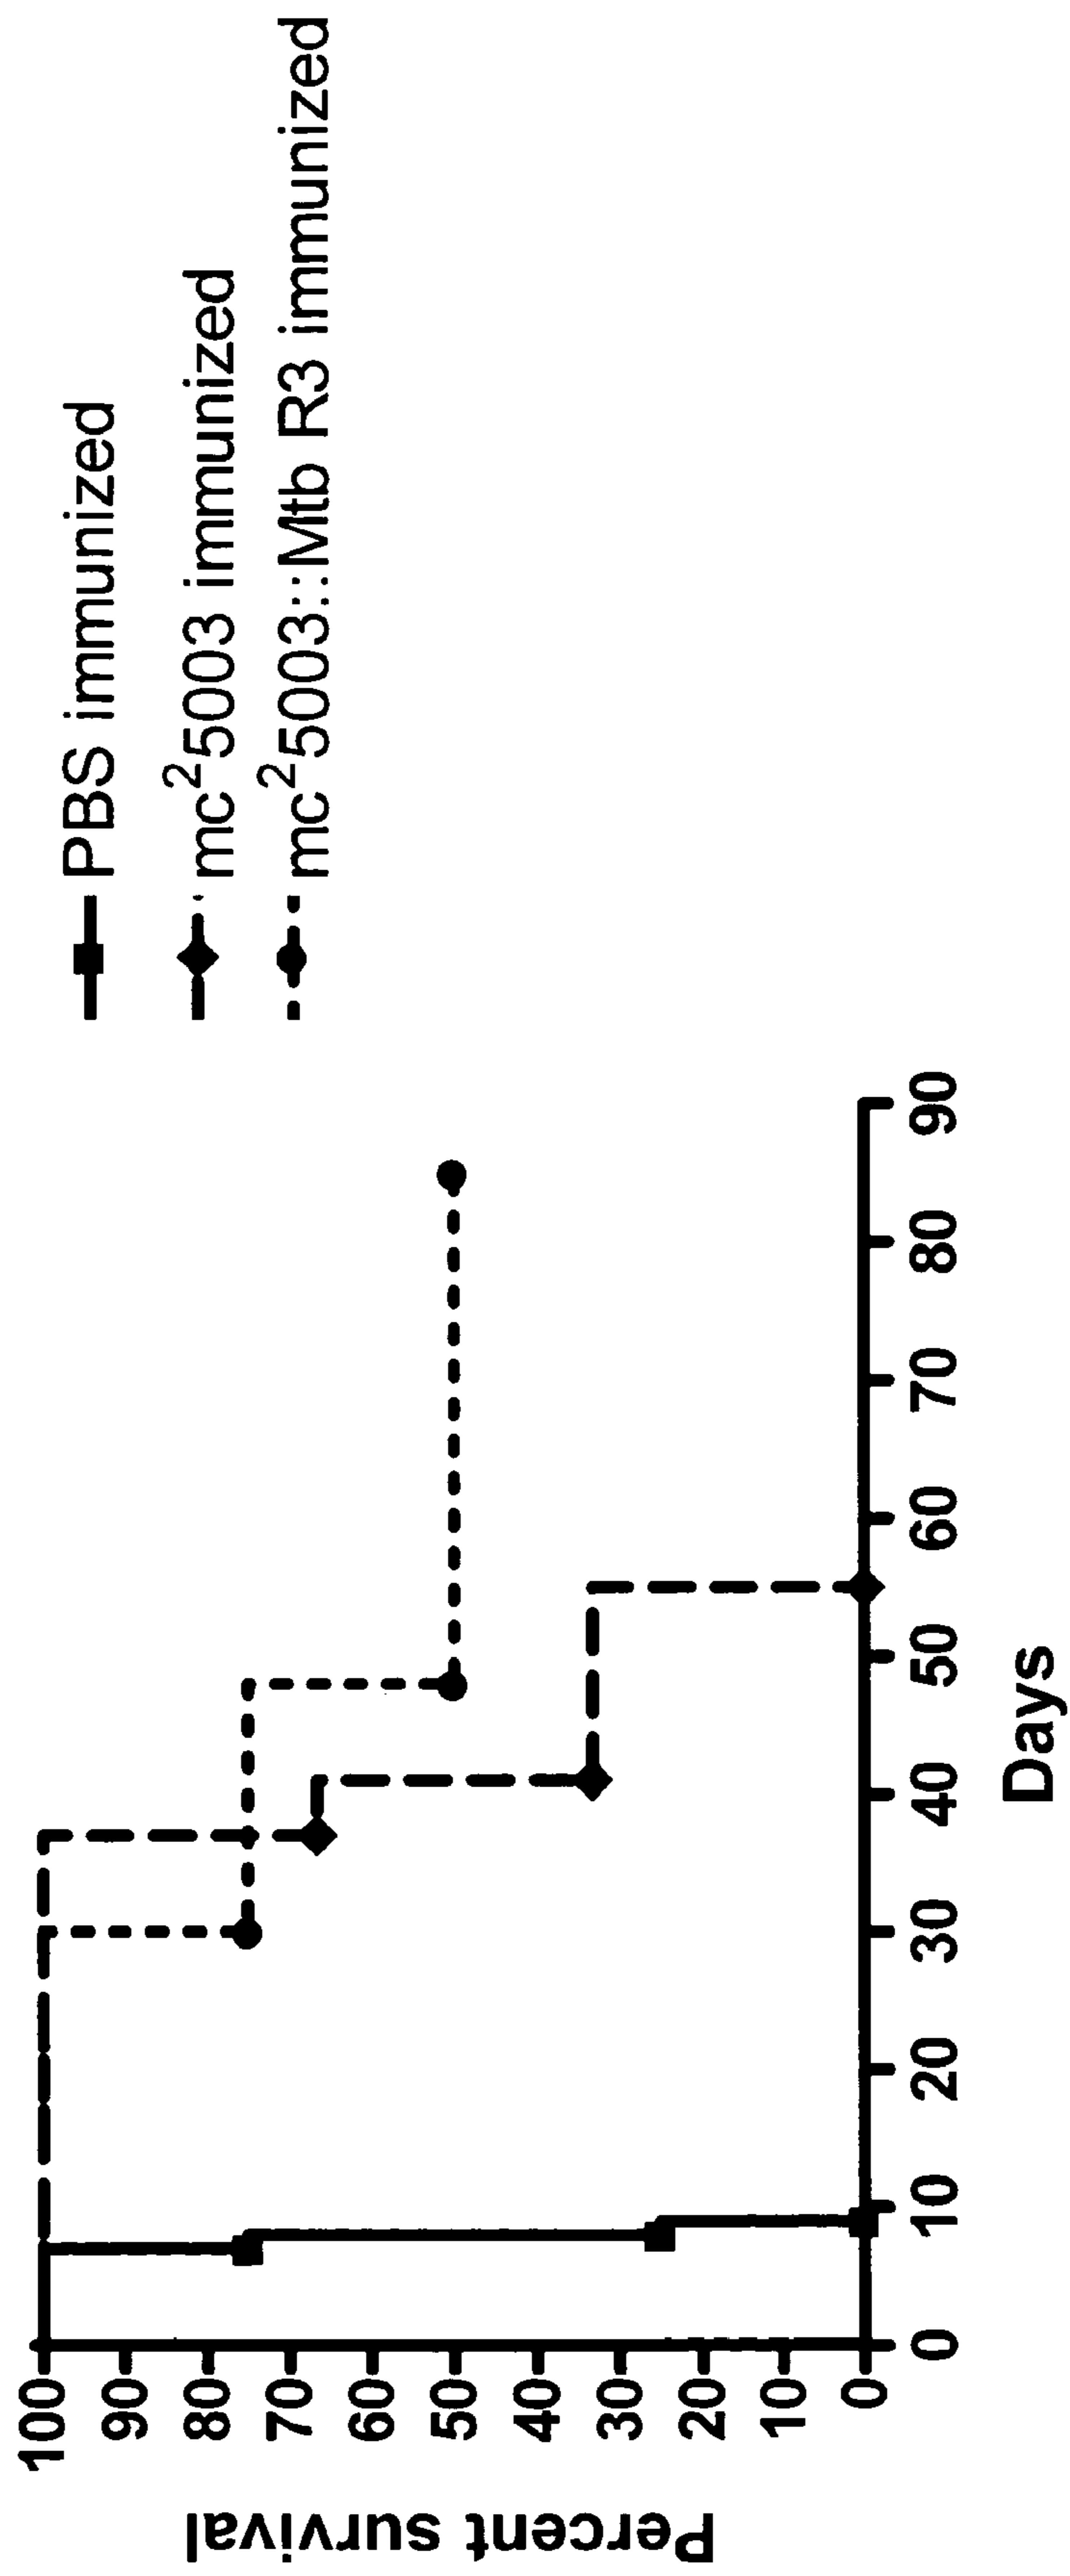 PBS immunized
mc²5003 immunized
mc²5003::Mtb R3 immunized
Percent survival
100
90
80
70
60
50
40
30
20
10
0
0 10 20 30 40 50 60 70 80 90
Days